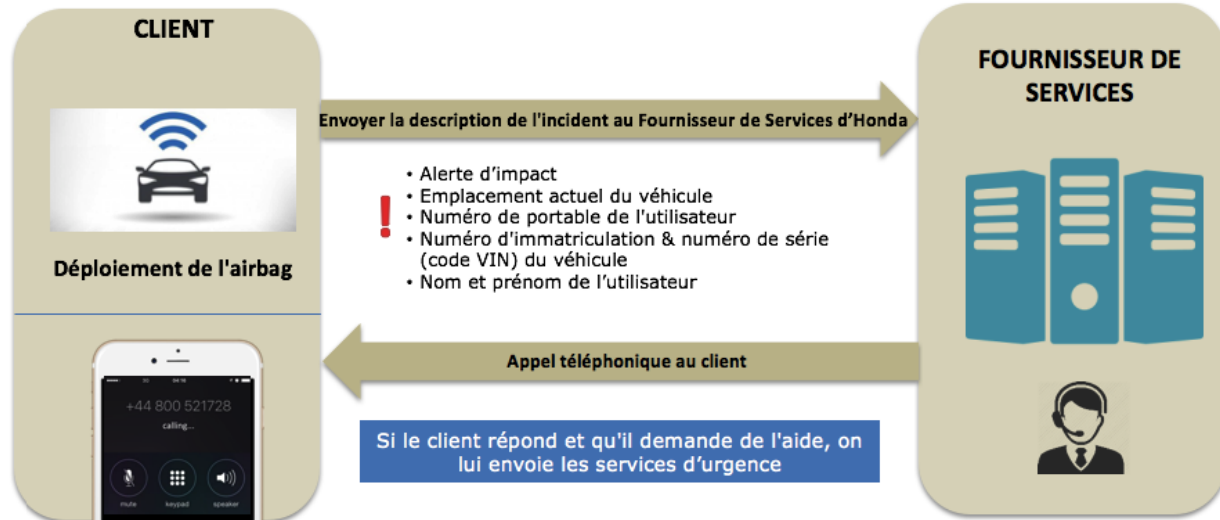 CLIENT
Déploiement de l'airbag
04:16
+44 800 521728
calling...
mute keypad speaker
Envoyer la description de l'incident au Fournisseur de Services d’Honda
• Alerte d’impact
• Emplacement actuel du véhicule
• Numéro de portable de l'utilisateur
• Numéro d'immatriculation & numéro de série
(code VIN) du véhicule
• Nom et prénom de l’utilisateur
!
Appel téléphonique au client
Si le client répond et qu'il demande de l'aide, on
lui envoie les services d’urgence
FOURNISSEUR DE
SERVICES